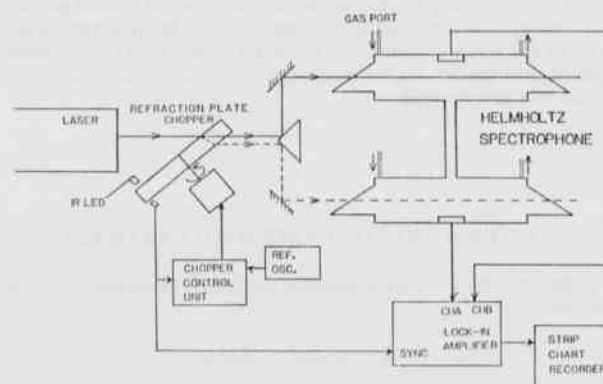 GAS PORT
REFRACTION PLATE
CHOPPER
LASER
HELMHOLTZ
SPECTROPHONE
IR LED
REF.
OSC.
CHOPPER
CONTROL
UNIT
CHA CHB
LOCK-IN
AMPLIFIER
SYNC
STRIP
CHART
RECORDER